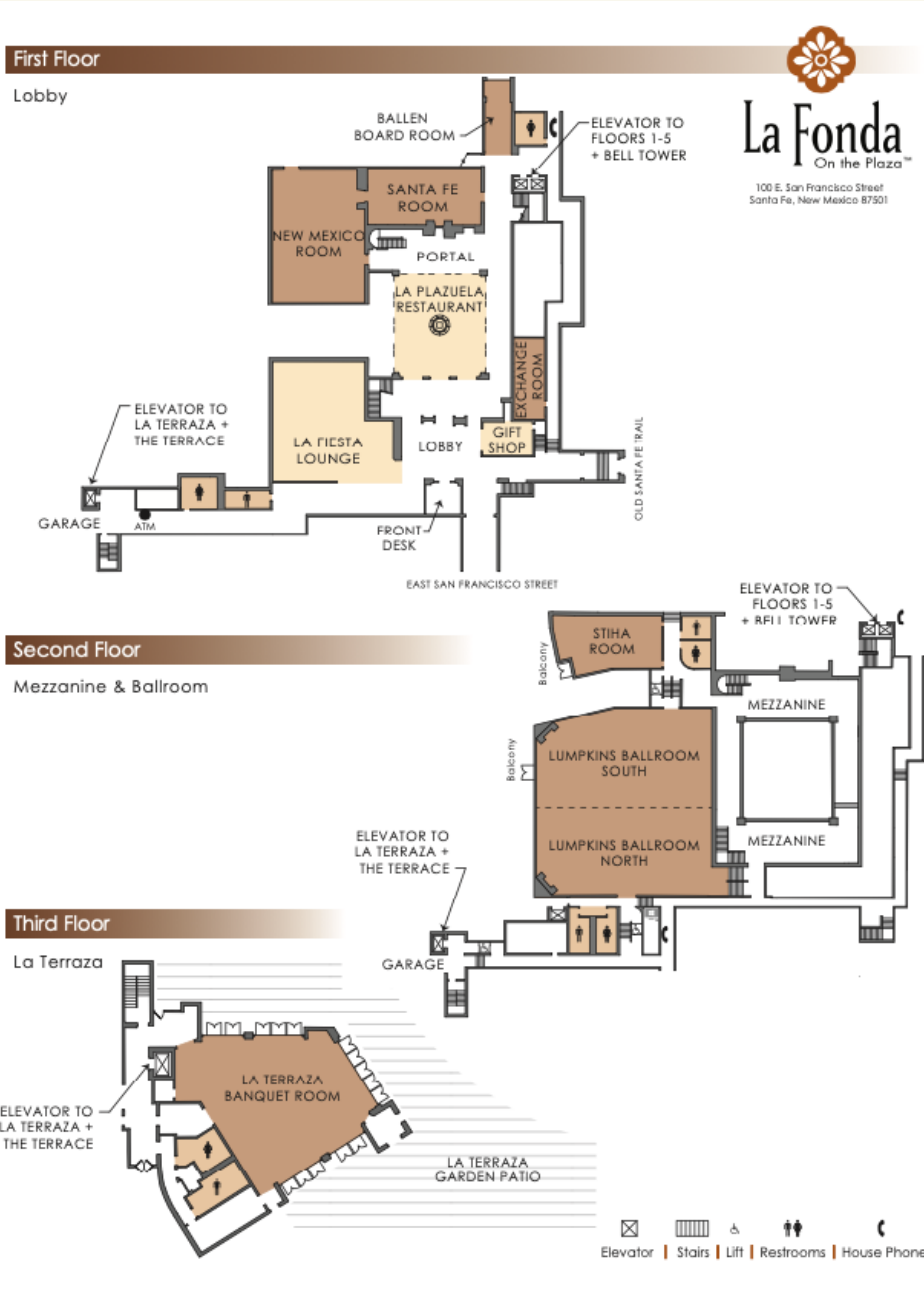 First Floor
Lobby
La Fonda
On the Plaza™
100 E. San Francisco Street
Santa Fe, New Mexico 87501
BALLEN
BOARD ROOM
ELEVATOR TO
FLOORS 1-5
+ BELL TOWER
SANTA FE
ROOM
NEW MEXICO
ROOM
PORTAL
LA PLAZUELA
RESTAURANT
EXCHANGE
ROOM
ELEVATOR TO
LA TERRAZA +
THE TERRACE
LA FIESTA
LOUNGE
LOBBY
GIFT
SHOP
OLD SANTA FE TRAIL
GARAGE
ATM
FRONT
DESK
EAST SAN FRANCISCO STREET
Second Floor
Mezzanine & Ballroom
ELEVATOR TO
FLOORS 1-5
+ BELL TOWER
STIHA
ROOM
Balcony
MEZZANINE
Balcony
LUMPKINS BALLROOM
SOUTH
LUMPKINS BALLROOM
NORTH
MEZZANINE
ELEVATOR TO
LA TERRAZA +
THE TERRACE
GARAGE
Third Floor
La Terraza
LA TERRAZA
BANQUET ROOM
ELEVATOR TO
LA TERRAZA +
THE TERRACE
LA TERRAZA
GARDEN PATIO
Elevator | Stairs | Lift | Restrooms | House Phone